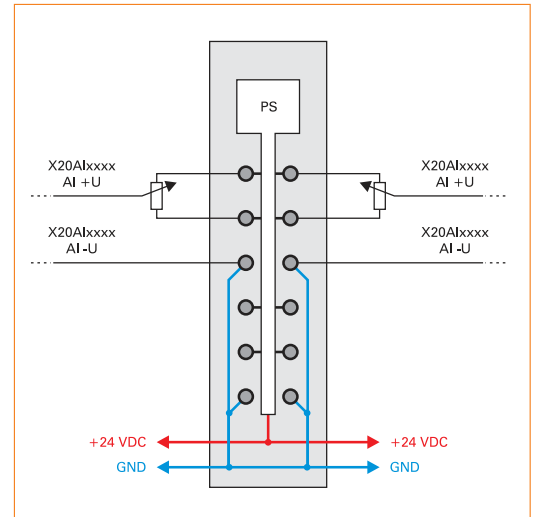 PS
X20AIxxxx
AI +U
X20AIxxxx
AI +U
X20AIxxxx
AI -U
X20AIxxxx
AI -U
+24 VDC
+24 VDC
GND
GND